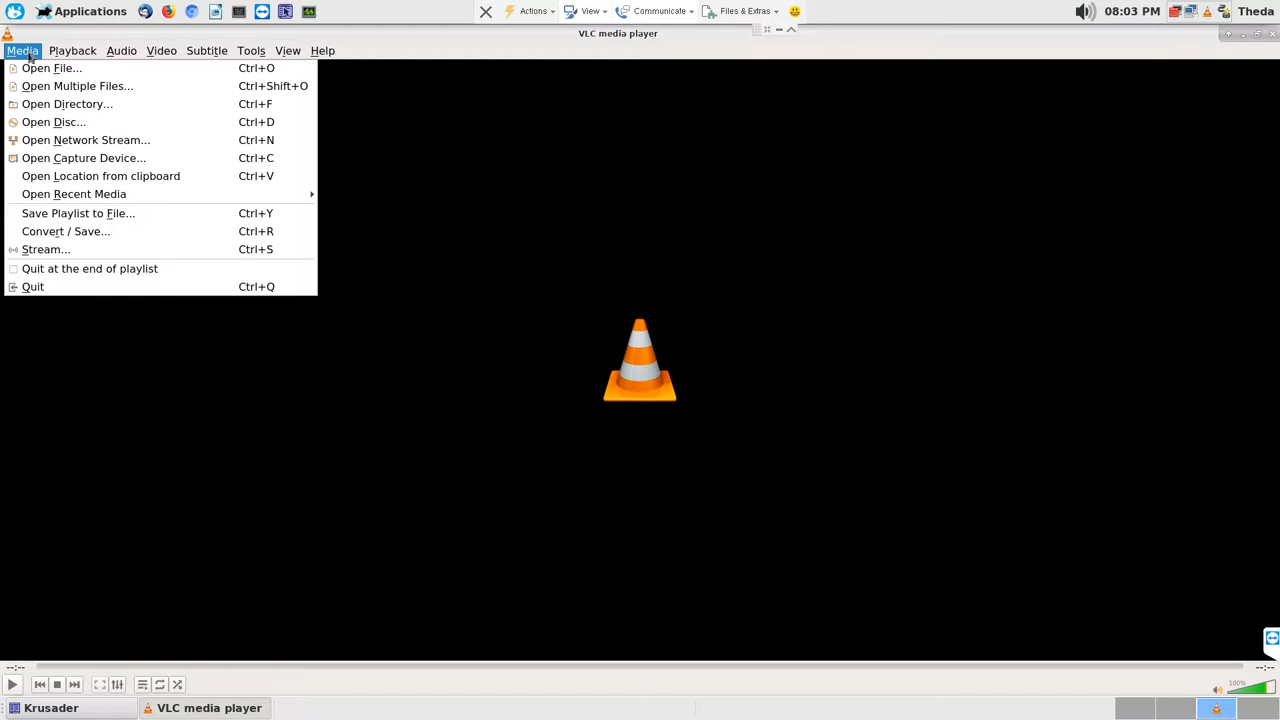 Applications
Actions
View
Communicate
Files & Extras
08:03 PM
Theda
VLC media player
Media Playback Audio Video Subtitle Tools View Help
Open File... Ctrl+O
Open Multiple Files... Ctrl+Shift+O
Open Directory... Ctrl+F
Open Disc... Ctrl+D
Open Network Stream... Ctrl+N
Open Capture Device... Ctrl+C
Open Location from clipboard Ctrl+V
Open Recent Media
Save Playlist to File... Ctrl+Y
Convert / Save... Ctrl+R
Stream... Ctrl+S
Quit at the end of playlist
Quit Ctrl+Q
--:-- --:--
100%
Krusader
VLC media player